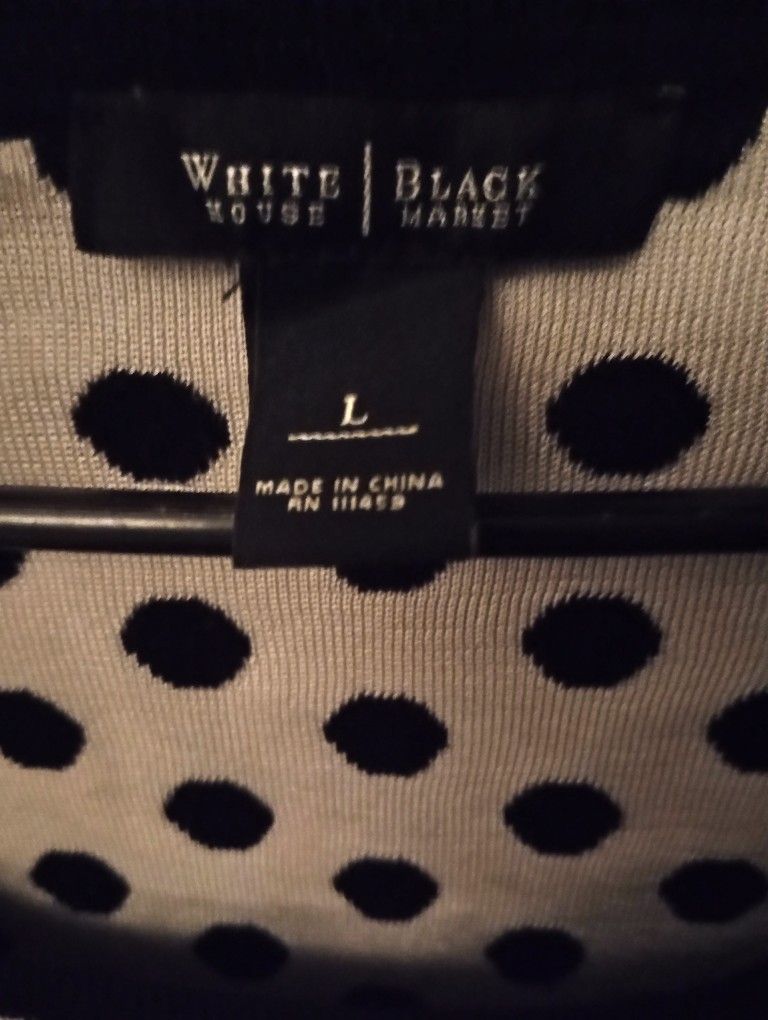 WHITE | BLACK
HOUSE | MARKET
L
MADE IN CHINA
RN 111459